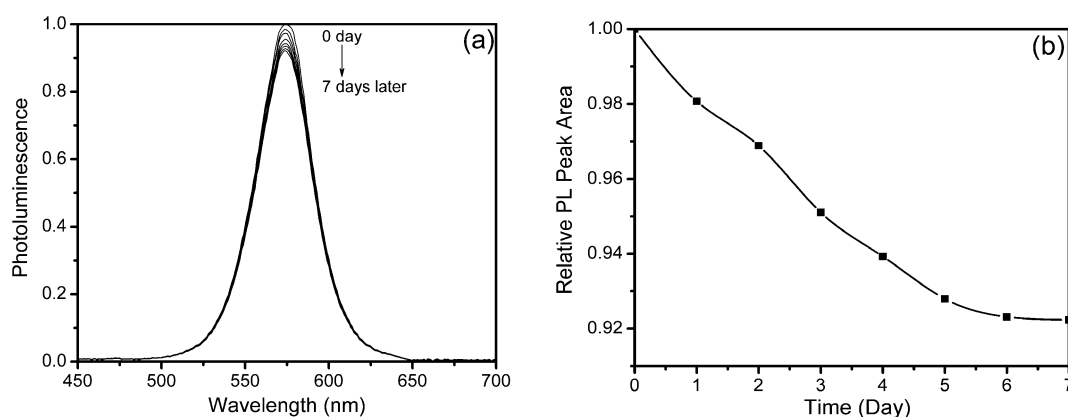 (a)
0 day
7 days later
Photoluminescence
1.0
0.8
0.6
0.4
0.2
0.0
450 500 550 600 650 700
Wavelength (nm)
(b)
Relative PL Peak Area
1.00
0.98
0.96
0.94
0.92
0 1 2 3 4 5 6 7
Time (Day)